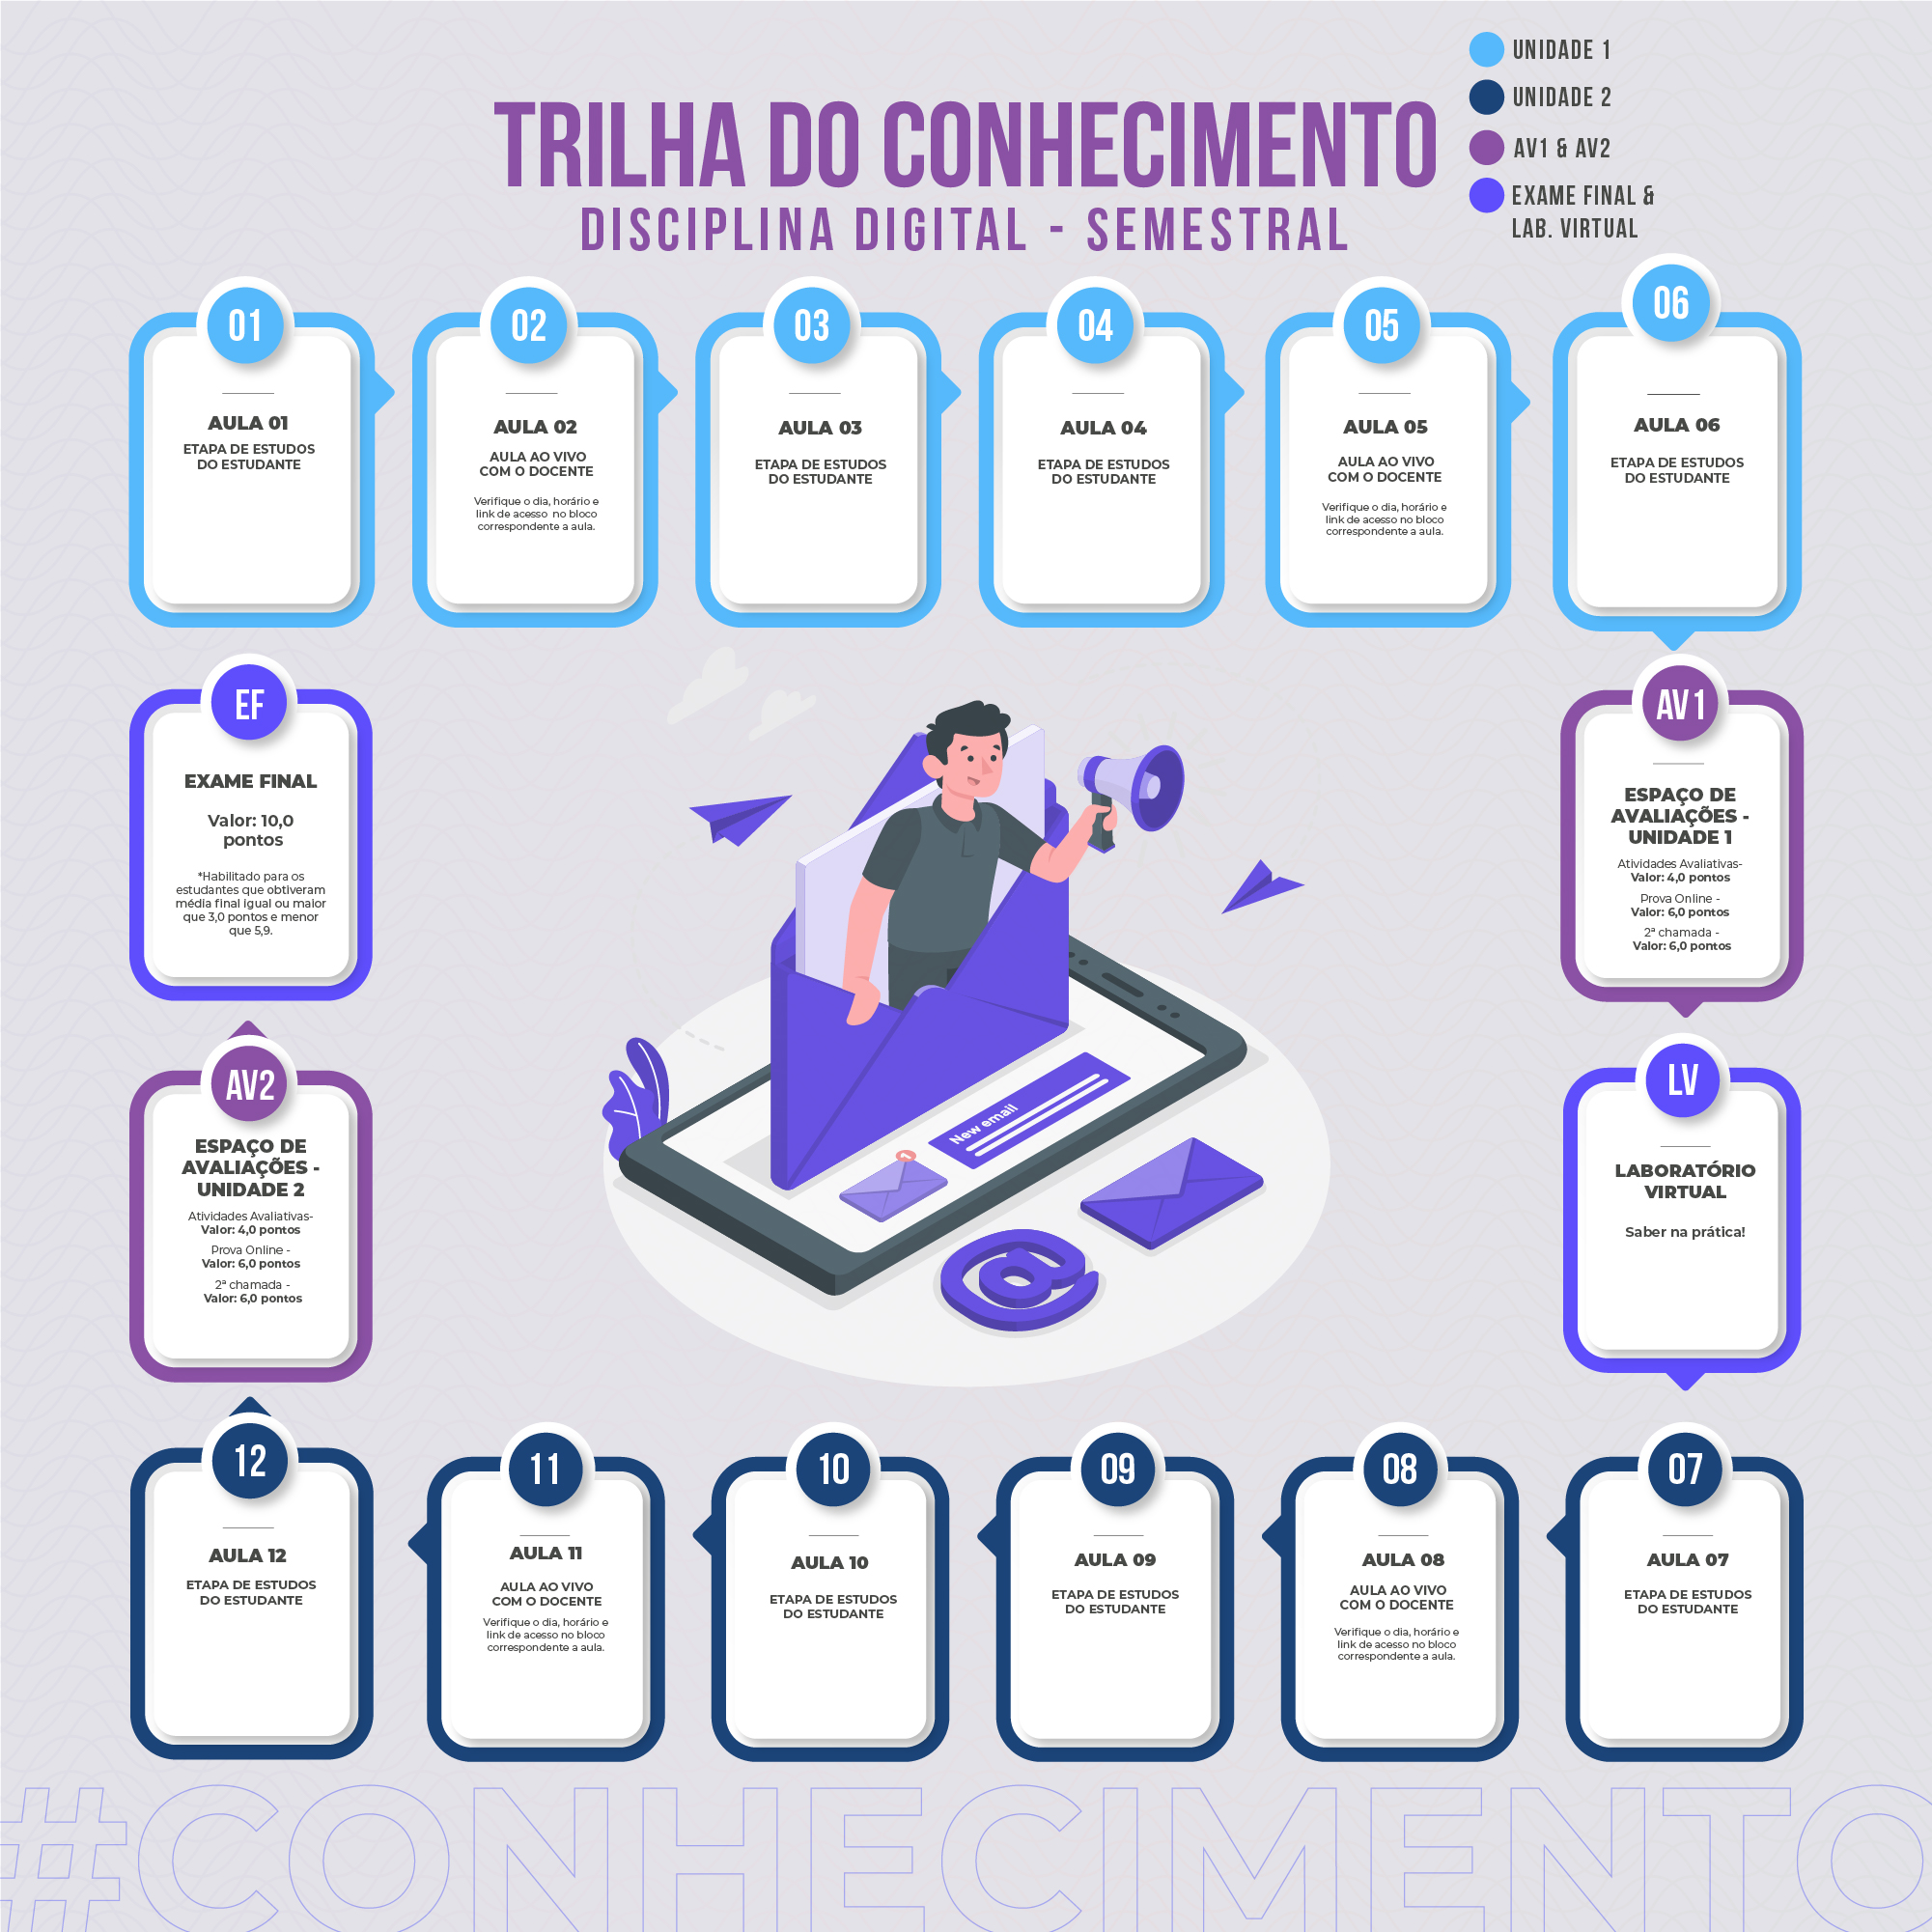 TRILHA DO CONHECIMENTO
DISCIPLINA DIGITAL - SEMESTRAL
UNIDADE 1
UNIDADE 2
AV1 & AV2
EXAME FINAL &
LAB. VIRTUAL
01
AULA 01
ETAPA DE ESTUDOS
DO ESTUDANTE
02
AULA 02
AULA AO VIVO
COM O DOCENTE
Verifique o dia, horário e
link de acesso no bloco
correspondente a aula.
03
AULA 03
ETAPA DE ESTUDOS
DO ESTUDANTE
04
AULA 04
ETAPA DE ESTUDOS
DO ESTUDANTE
05
AULA 05
AULA AO VIVO
COM O DOCENTE
Verifique o dia, horário e
link de acesso no bloco
correspondente a aula.
06
AULA 06
ETAPA DE ESTUDOS
DO ESTUDANTE
AV1
ESPAÇO DE
AVALIAÇÕES -
UNIDADE 1
Atividades Avaliativas-
Valor: 4,0 pontos
Prova Online -
Valor: 6,0 pontos
2ª chamada -
Valor: 6,0 pontos
LV
LABORATÓRIO
VIRTUAL
Saber na prática!
07
AULA 07
ETAPA DE ESTUDOS
DO ESTUDANTE
08
AULA 08
AULA AO VIVO
COM O DOCENTE
Verifique o dia, horário e
link de acesso no bloco
correspondente a aula.
09
AULA 09
ETAPA DE ESTUDOS
DO ESTUDANTE
10
AULA 10
ETAPA DE ESTUDOS
DO ESTUDANTE
11
AULA 11
AULA AO VIVO
COM O DOCENTE
Verifique o dia, horário e
link de acesso no bloco
correspondente a aula.
12
AULA 12
ETAPA DE ESTUDOS
DO ESTUDANTE
AV2
ESPAÇO DE
AVALIAÇÕES -
UNIDADE 2
Atividades Avaliativas-
Valor: 4,0 pontos
Prova Online -
Valor: 6,0 pontos
2ª chamada -
Valor: 6,0 pontos
EF
EXAME FINAL
Valor: 10,0
pontos
*Habilitado para os
estudantes que obtiveram
média final igual ou maior
que 3,0 pontos e menor
que 5,9.
New email
1
@
#CONHECIMENTO